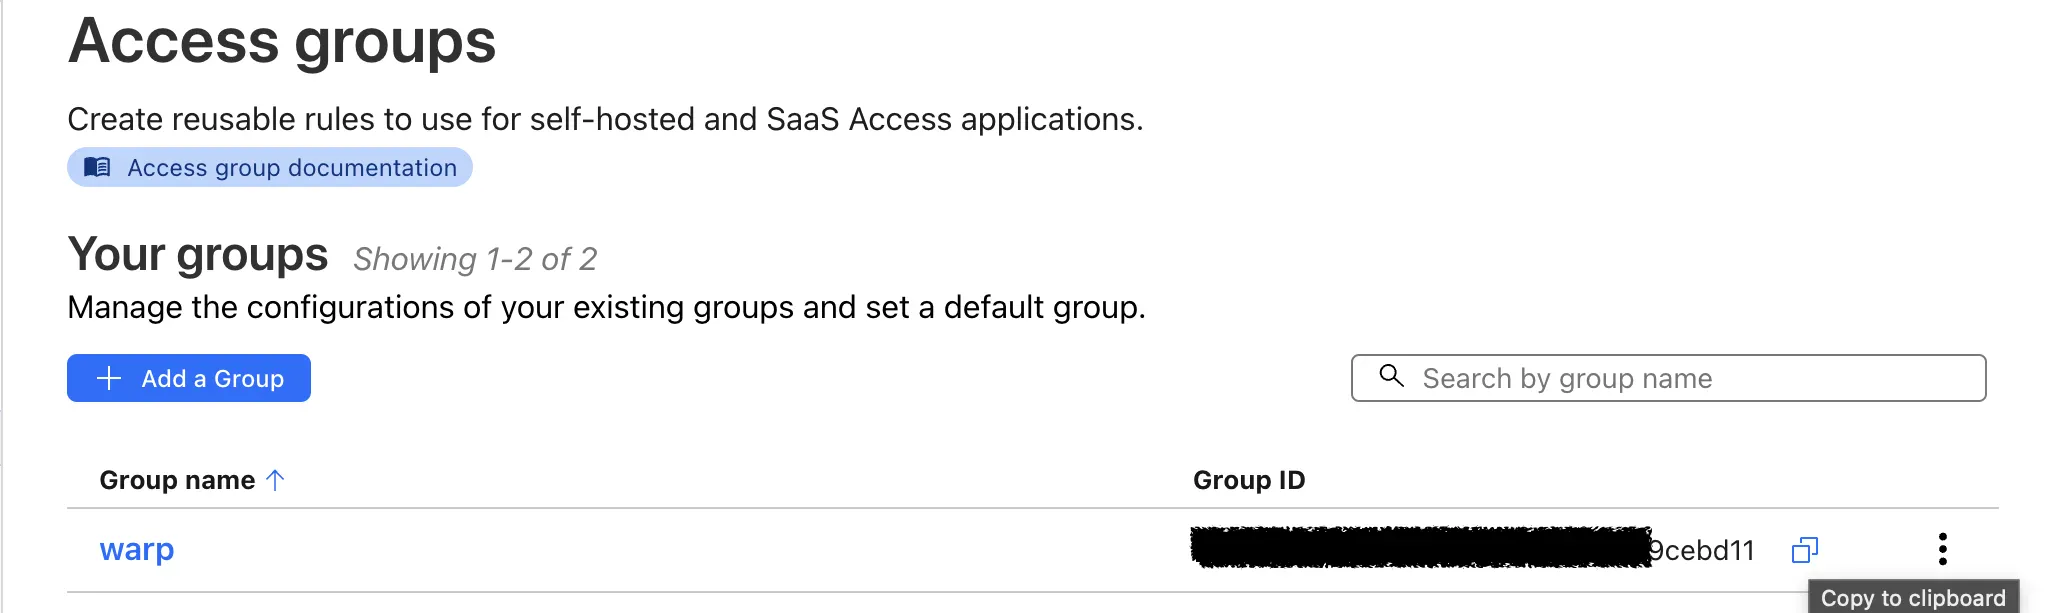 Access groups
Create reusable rules to use for self-hosted and SaaS Access applications.
Access group documentation
Your groups Showing 1-2 of 2
Manage the configurations of your existing groups and set a default group.
Add a Group
Search by group name
Group name Group ID
warp 9cebd11
Copy to clipboard